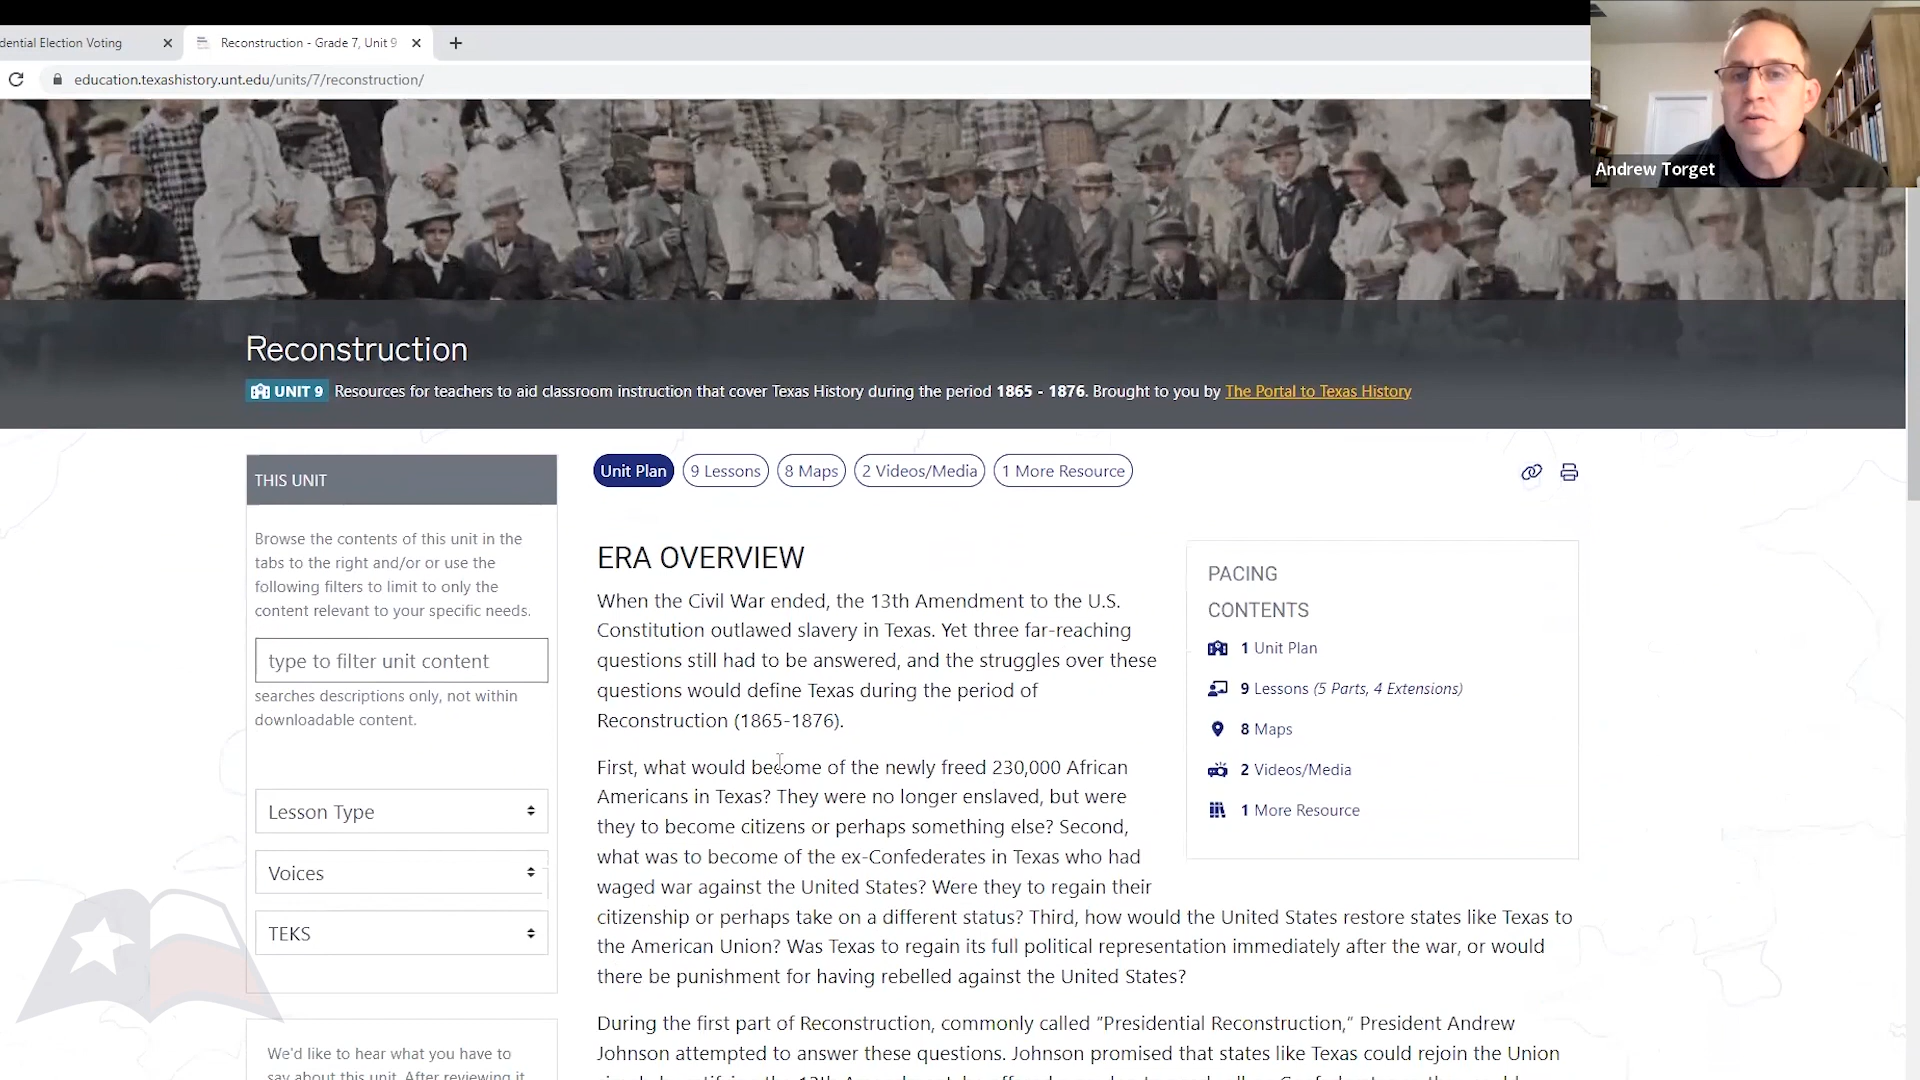 dential Election Voting
Reconstruction - Grade 7, Unit 9
education.texashistory.unt.edu/units/7/reconstruction/
Andrew Torget
Reconstruction
UNIT 9 Resources for teachers to aid classroom instruction that cover Texas History during the period 1865 - 1876. Brought to you by The Portal to Texas History
THIS UNIT
Browse the contents of this unit in the
tabs to the right and/or or use the
following filters to limit to only the
content relevant to your specific needs.
type to filter unit content
searches descriptions only, not within
downloadable content.
Lesson Type
Voices
TEKS
We'd like to hear what you have to
say about this unit. After reviewing it
Unit Plan
9 Lessons
8 Maps
2 Videos/Media
1 More Resource
ERA OVERVIEW
When the Civil War ended, the 13th Amendment to the U.S.
Constitution outlawed slavery in Texas. Yet three far-reaching
questions still had to be answered, and the struggles over these
questions would define Texas during the period of
Reconstruction (1865-1876).
First, what would become of the newly freed 230,000 African
Americans in Texas? They were no longer enslaved, but were
they to become citizens or perhaps something else? Second,
what was to become of the ex-Confederates in Texas who had
waged war against the United States? Were they to regain their
citizenship or perhaps take on a different status? Third, how would the United States restore states like Texas to
the American Union? Was Texas to regain its full political representation immediately after the war, or would
there be punishment for having rebelled against the United States?
During the first part of Reconstruction, commonly called "Presidential Reconstruction," President Andrew
Johnson attempted to answer these questions. Johnson promised that states like Texas could rejoin the Union
PACING
CONTENTS
1 Unit Plan
9 Lessons (5 Parts, 4 Extensions)
8 Maps
2 Videos/Media
1 More Resource